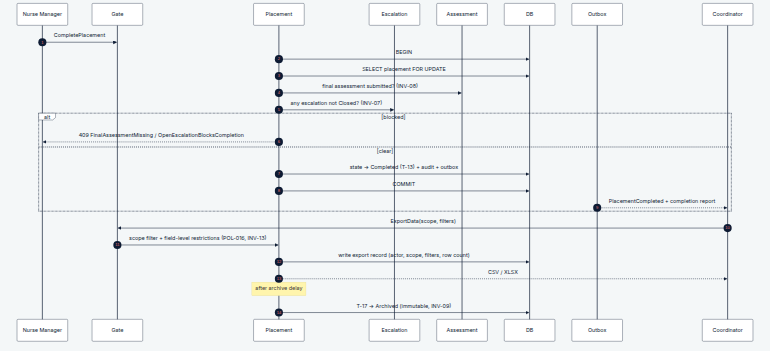 Nurse Manager Gate Placement Escalation Assessment DB Outbox Coordinator
CompletePlacement
BEGIN
SELECT placement FOR UPDATE
final assessment submitted? (INV-08)
any escalation not Closed? (INV-07)
alt [blocked]
409 FinalAssessmentMissing / OpenEscalationBlocksCompletion
[clear]
state → Completed (T-13) + audit + outbox
COMMIT
PlacementCompleted + completion report
ExportData(scope, filters)
scope filter + field-level restrictions (POL-016, INV-13)
write export record (actor, scope, filters, row count)
CSV / XLSX
after archive delay
T-17 → Archived (immutable, INV-09)
Nurse Manager Gate Placement Escalation Assessment DB Outbox Coordinator